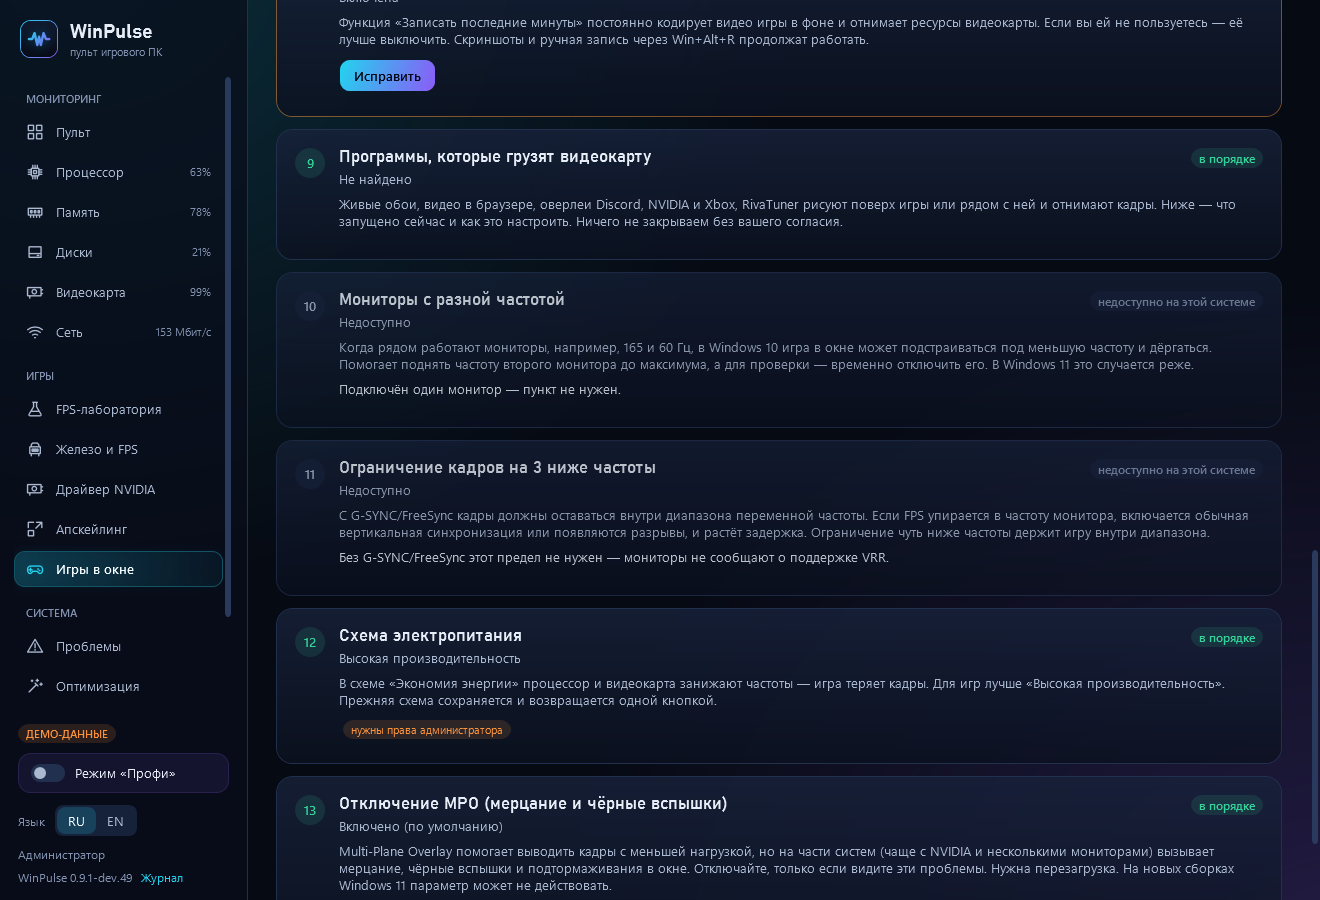 WinPulse
пульт игрового ПК
МОНИТОРИНГ
Пульт
Процессор 63%
Память 78%
Диски 21%
Видеокарта 99%
Сеть 153 Мбит/с
ИГРЫ
FPS-лаборатория
Железо и FPS
Драйвер NVIDIA
Апскейлинг
Игры в окне
СИСТЕМА
Проблемы
Оптимизация
ДЕМО-ДАННЫЕ
Режим «Профи»
Язык RU EN
Администратор
WinPulse 0.9.1-dev.49 Журнал
Функция «Записать последние минуты» постоянно кодирует видео игры в фоне и отнимает ресурсы видеокарты. Если вы ей не пользуетесь — её
лучше выключить. Скриншоты и ручная запись через Win+Alt+R продолжат работать.
Исправить
9 Программы, которые грузят видеокарту в порядке
Не найдено
Живые обои, видео в браузере, оверлеи Discord, NVIDIA и Xbox, RivaTuner рисуют поверх игры или рядом с ней и отнимают кадры. Ниже — что
запущено сейчас и как это настроить. Ничего не закрываем без вашего согласия.
10 Мониторы с разной частотой недоступно на этой системе
Недоступно
Когда рядом работают мониторы, например, 165 и 60 Гц, в Windows 10 игра в окне может подстраиваться под меньшую частоту и дёргаться.
Помогает поднять частоту второго монитора до максимума, а для проверки — временно отключить его. В Windows 11 это случается реже.
Подключён один монитор — пункт не нужен.
11 Ограничение кадров на 3 ниже частоты недоступно на этой системе
Недоступно
С G-SYNC/FreeSync кадры должны оставаться внутри диапазона переменной частоты. Если FPS упирается в частоту монитора, включается обычная
вертикальная синхронизация или появляются разрывы, и растёт задержка. Ограничение чуть ниже частоты держит игру внутри диапазона.
Без G-SYNC/FreeSync этот предел не нужен — мониторы не сообщают о поддержке VRR.
12 Схема электропитания в порядке
Высокая производительность
В схеме «Экономия энергии» процессор и видеокарта занижают частоты — игра теряет кадры. Для игр лучше «Высокая производительность».
Прежняя схема сохраняется и возвращается одной кнопкой.
нужны права администратора
13 Отключение MPO (мерцание и чёрные вспышки) в порядке
Включено (по умолчанию)
Multi-Plane Overlay помогает выводить кадры с меньшей нагрузкой, но на части систем (чаще с NVIDIA и несколькими мониторами) вызывает
мерцание, чёрные вспышки и подтормаживания в окне. Отключайте, только если видите эти проблемы. Нужна перезагрузка. На новых сборках
Windows 11 параметр может не действовать.